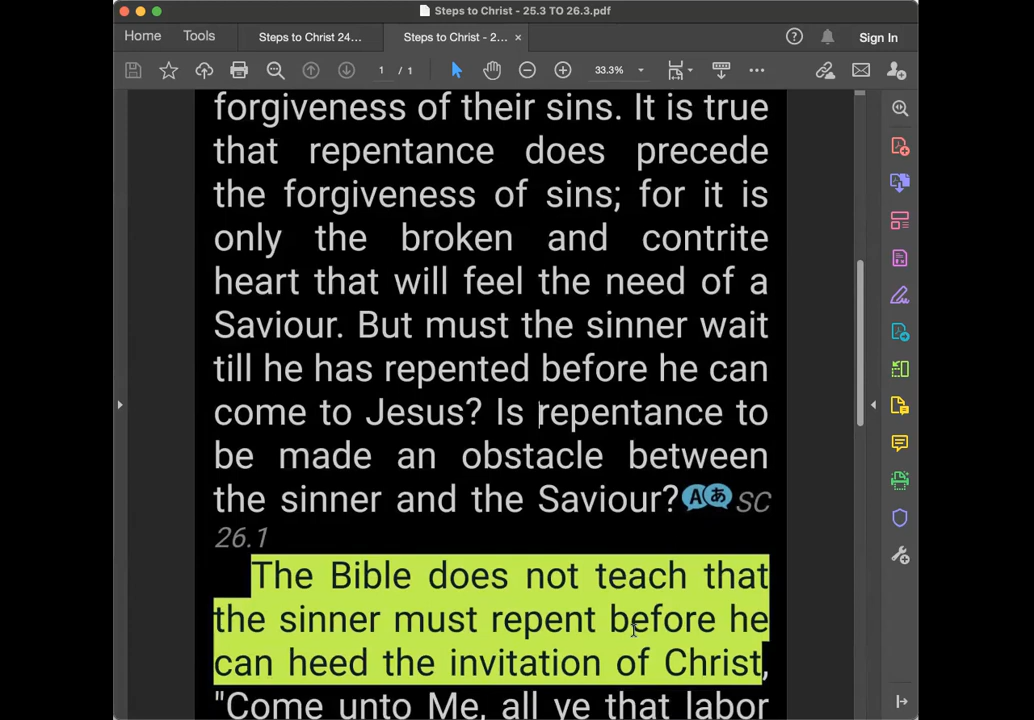 Steps to Christ - 25.3 TO 26.3.pdf
Home Tools Steps to Christ 24... Steps to Christ - 2... × Sign In
1 / 1 33.3%
forgiveness of their sins. It is true
that repentance does precede
the forgiveness of sins; for it is
only the broken and contrite
heart that will feel the need of a
Saviour. But must the sinner wait
till he has repented before he can
come to Jesus? Is repentance to
be made an obstacle between
the sinner and the Saviour? Aあ SC
26.1
The Bible does not teach that
the sinner must repent before he
can heed the invitation of Christ,
"Come unto Me, all ye that labor